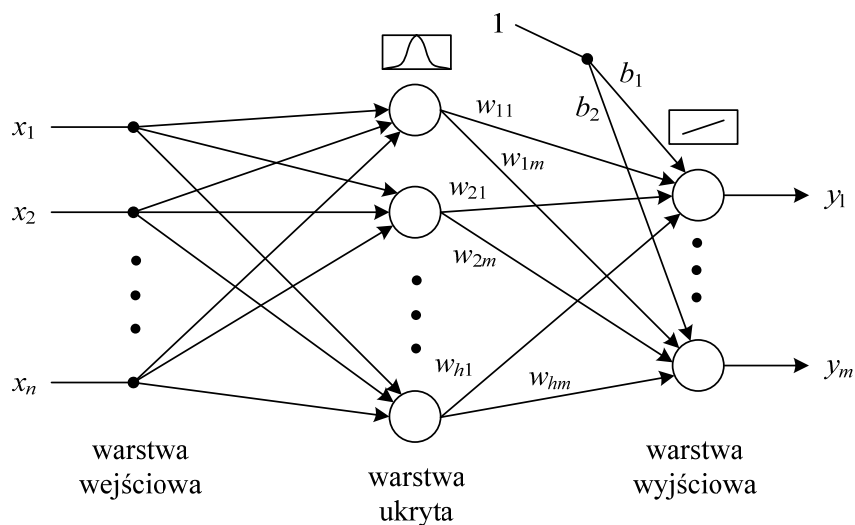 1
b1
b2
x1
w11
w1m
x2
w21
y1
w2m
xn
wh1
whm
ym
warstwa
wejściowa
warstwa
ukryta
warstwa
wyjściowa